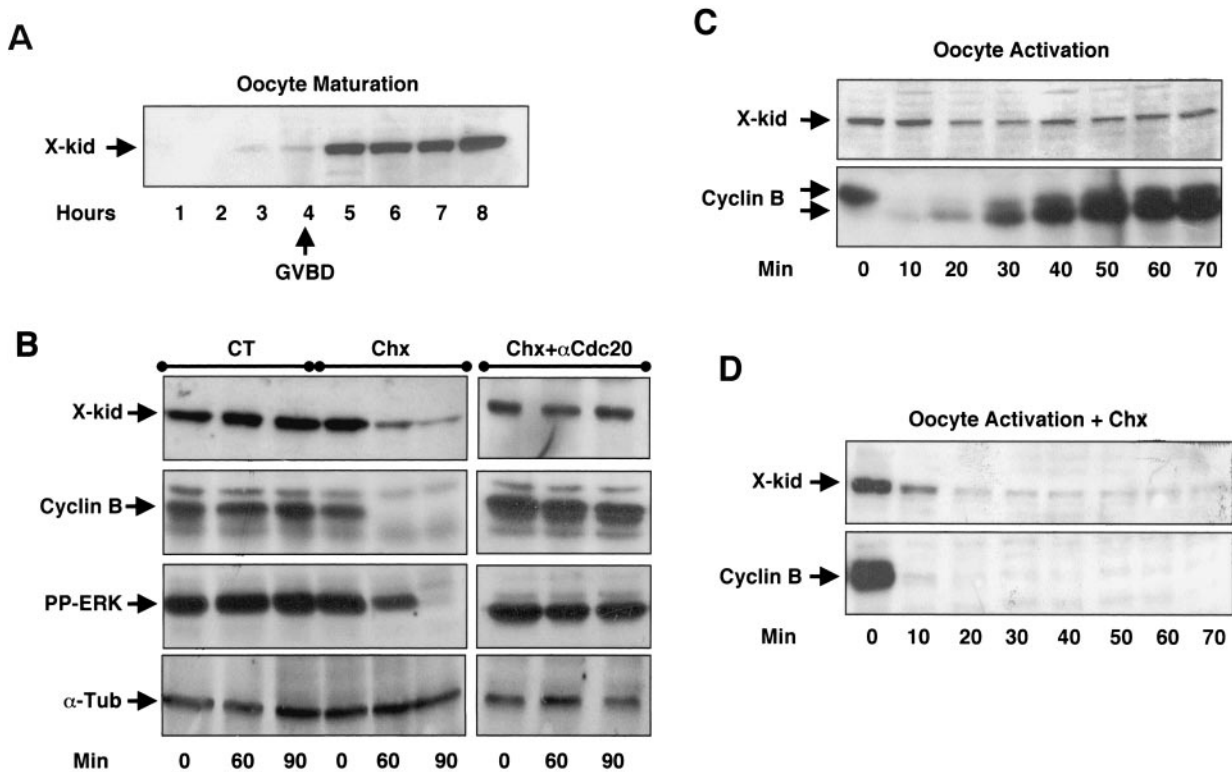 A
Oocyte Maturation
X-kid
Hours 1 2 3 4 5 6 7 8
GVBD
B
CT Chx Chx+αCdc20
X-kid
Cyclin B
PP-ERK
α-Tub
Min 0 60 90 0 60 90 0 60 90
C
Oocyte Activation
X-kid
Cyclin B
Min 0 10 20 30 40 50 60 70
D
Oocyte Activation + Chx
X-kid
Cyclin B
Min 0 10 20 30 40 50 60 70